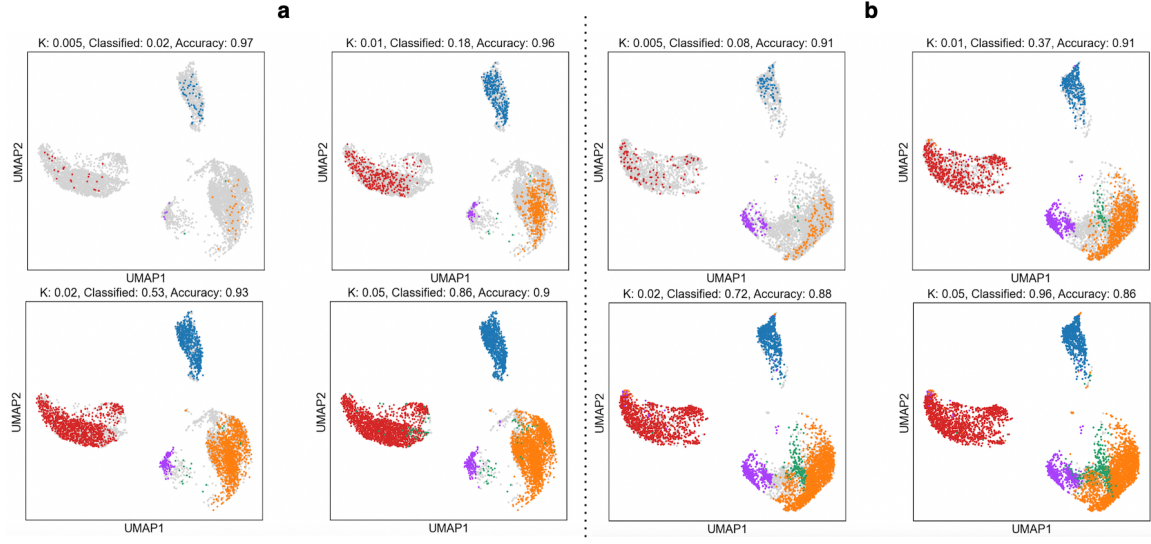 a
b
K: 0.005, Classified: 0.02, Accuracy: 0.97
K: 0.01, Classified: 0.18, Accuracy: 0.96
K: 0.005, Classified: 0.08, Accuracy: 0.91
K: 0.01, Classified: 0.37, Accuracy: 0.91
UMAP2
UMAP2
UMAP2
UMAP2
UMAP1
UMAP1
UMAP1
UMAP1
K: 0.02, Classified: 0.53, Accuracy: 0.93
K: 0.05, Classified: 0.86, Accuracy: 0.9
K: 0.02, Classified: 0.72, Accuracy: 0.88
K: 0.05, Classified: 0.96, Accuracy: 0.86
UMAP2
UMAP2
UMAP2
UMAP2
UMAP1
UMAP1
UMAP1
UMAP1